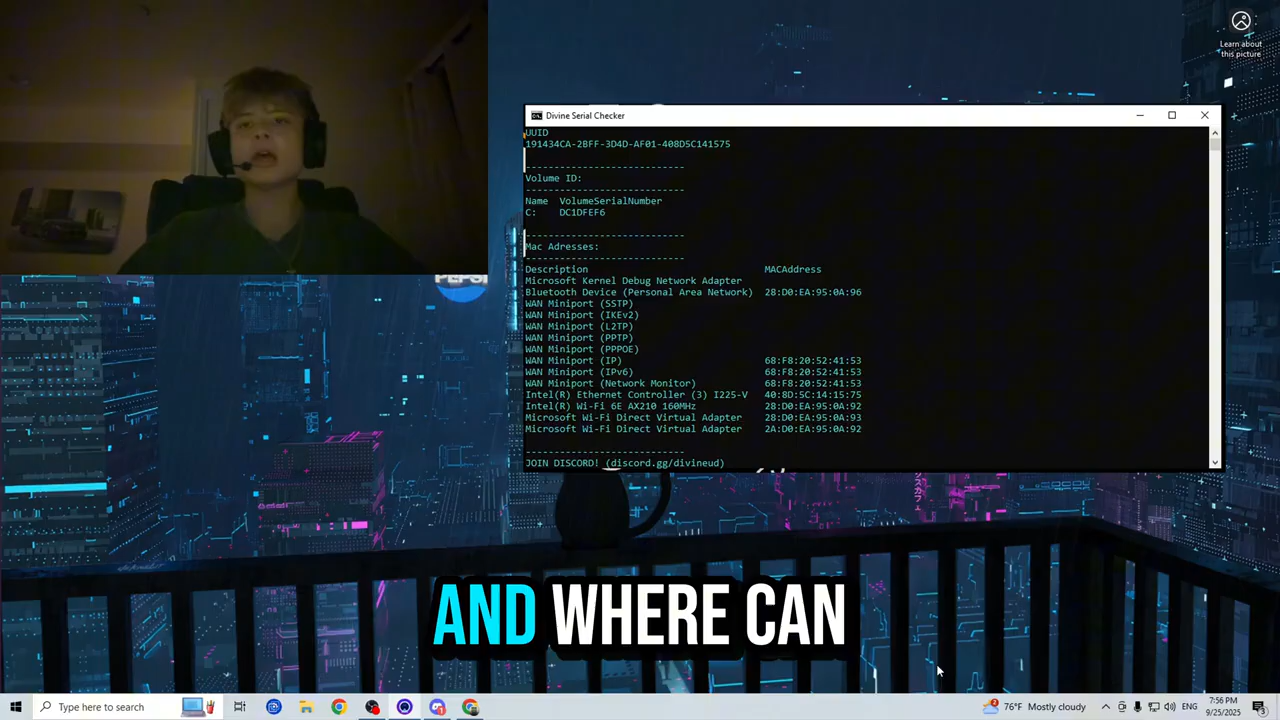 Learn about
this picture
Divine Serial Checker
UUID
191434CA-2BFF-3D4D-AF01-408D5C141575
---------------------------
Volume ID:
---------------------------
Name VolumeSerialNumber
C: DC1DFEF6
---------------------------
Mac Adresses:
---------------------------
Description MACAddress
Microsoft Kernel Debug Network Adapter
Bluetooth Device (Personal Area Network) 28:D0:EA:95:0A:96
WAN Miniport (SSTP)
WAN Miniport (IKEv2)
WAN Miniport (L2TP)
WAN Miniport (PPTP)
WAN Miniport (PPPOE)
WAN Miniport (IP) 68:F8:20:52:41:53
WAN Miniport (IPv6) 68:F8:20:52:41:53
WAN Miniport (Network Monitor) 68:F8:20:52:41:53
Intel(R) Ethernet Controller (3) I225-V 40:8D:5C:14:15:75
Intel(R) Wi-Fi 6E AX210 160MHz 28:D0:EA:95:0A:92
Microsoft Wi-Fi Direct Virtual Adapter 28:D0:EA:95:0A:93
Microsoft Wi-Fi Direct Virtual Adapter 2A:D0:EA:95:0A:92
---------------------------
JOIN DISCORD! (discord.gg/divineud)
PEPSI
AND WHERE CAN
Type here to search
76°F Mostly cloudy
ENG
7:56 PM
9/25/2025